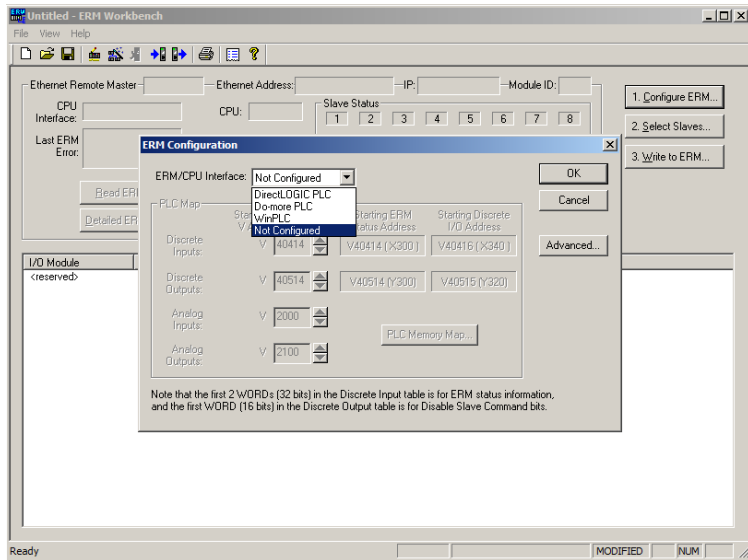 Untitled - ERM Workbench
File View Help
Ethernet Remote Master Ethernet Address: IP: Module ID:
CPU Interface:
CPU:
Slave Status
1 2 3 4 5 6 7 8
Last ERM Error:
1. Configure ERM...
2. Select Slaves...
3. Write to ERM...
Read ER
Detailed ER
I/O Module
<reserved>
ERM Configuration
ERM/CPU Interface: Not Configured
DirectLOGIC PLC
Do-more PLC
WinPLC
Not Configured
OK
Cancel
Advanced...
PLC Map
Starting ERM Status Address
Starting Discrete I/O Address
Discrete Inputs: V 40414 V40414 ( X300 ) V40416 ( X340 )
Discrete Outputs: V 40514 V40514 (Y300) V40515 (Y320)
Analog Inputs: V 2000
Analog Outputs: V 2100
PLC Memory Map...
Note that the first 2 WORDs (32 bits) in the Discrete Input table is for ERM status information,
and the first WORD (16 bits) in the Discrete Output table is for Disable Slave Command bits.
Ready
MODIFIED NUM